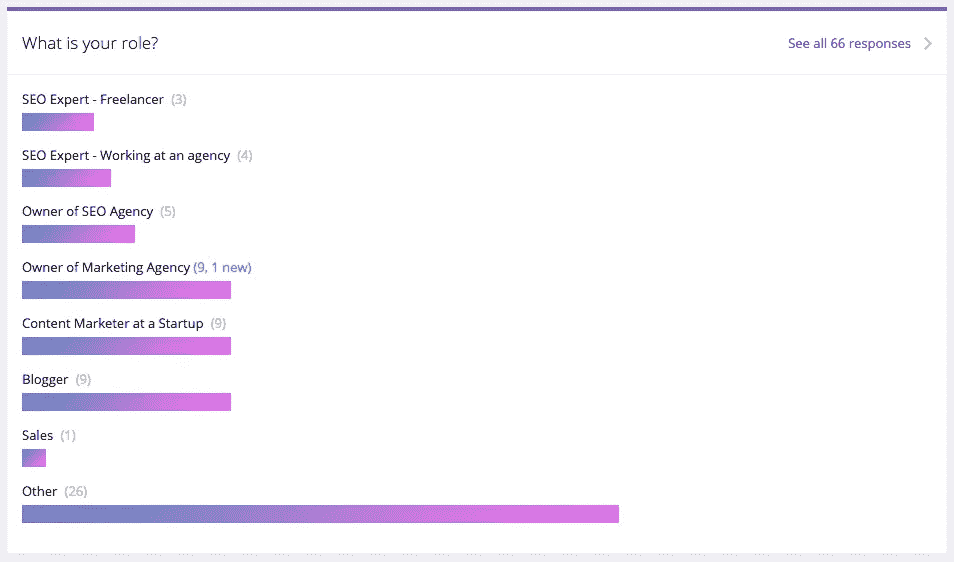 What is your role?
See all 66 responses
SEO Expert - Freelancer (3)
SEO Expert - Working at an agency (4)
Owner of SEO Agency (5)
Owner of Marketing Agency (9, 1 new)
Content Marketer at a Startup (9)
Blogger (9)
Sales (1)
Other (26)